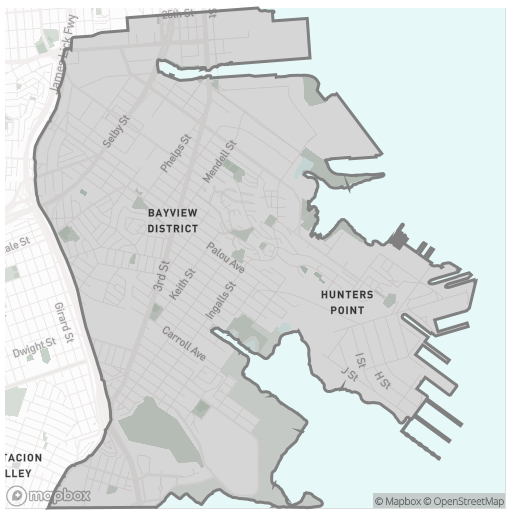 25th St
3rd St
James Lick Fwy
Selby St
Phelps St
Mendell St
BAYVIEW
DISTRICT
ale St
Palou Ave
3rd St
Keith St
Ingalls St
HUNTERS
POINT
Girard St
Dwight St
Carroll Ave
I St
H St
J St
TACION
LLEY
mapbox
© Mapbox © OpenStreetMap